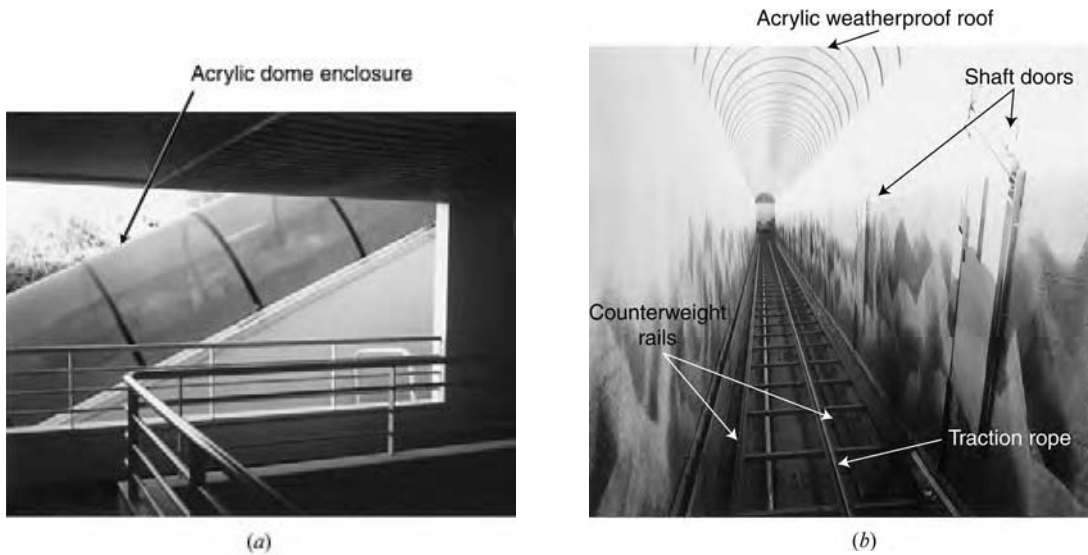 Acrylic dome enclosure
(a)
Acrylic weatherproof roof
Shaft doors
Counterweight
rails
Traction rope
(b)